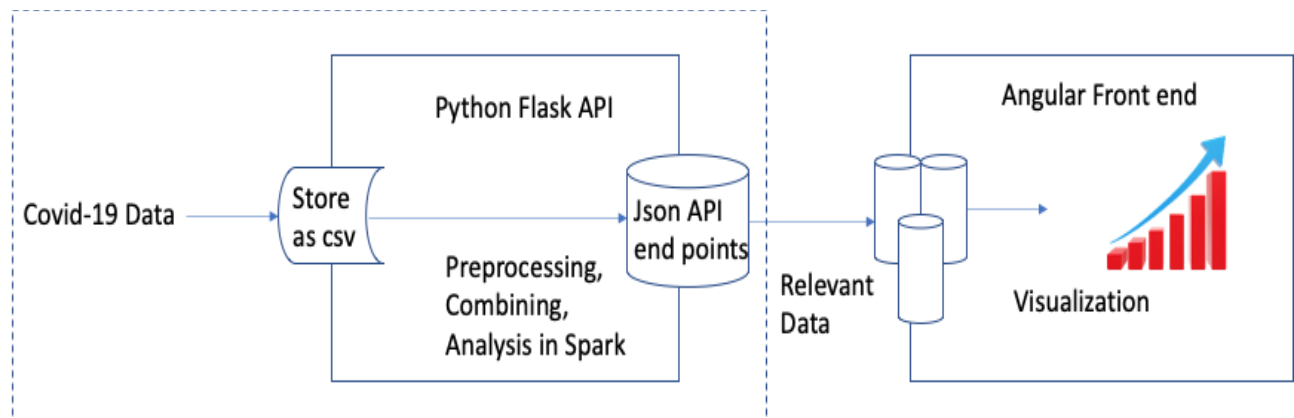 Covid-19 Data
Store
as csv
Python Flask API
Preprocessing,
Combining,
Analysis in Spark
Json API
end points
Relevant
Data
Angular Front end
Visualization